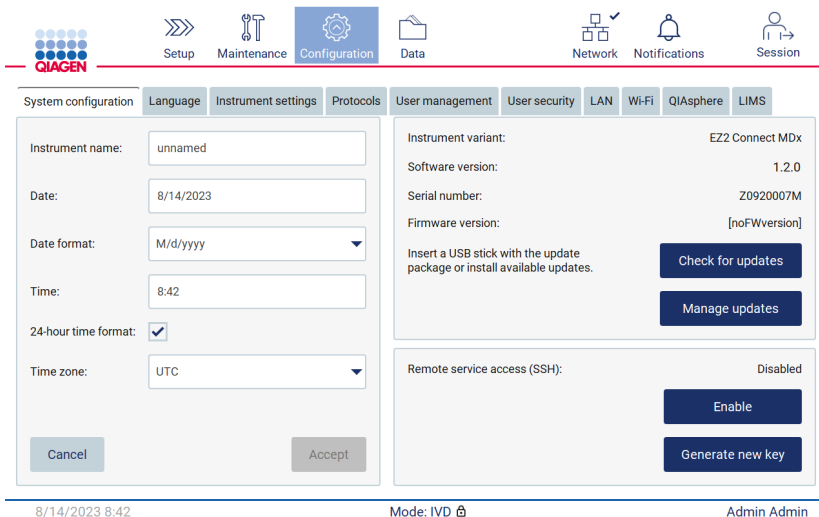 QIAGEN
Setup
Maintenance
Configuration
Data
Network
Notifications
Session
System configuration
Language
Instrument settings
Protocols
User management
User security
LAN
Wi-Fi
QIAsphere
LIMS
Instrument name: unnamed
Date: 8/14/2023
Date format: M/d/yyyy
Time: 8:42
24-hour time format:
Time zone: UTC
Cancel
Accept
Instrument variant: EZ2 Connect MDx
Software version: 1.2.0
Serial number: Z0920007M
Firmware version: [noFWversion]
Insert a USB stick with the update
package or install available updates.
Check for updates
Manage updates
Remote service access (SSH): Disabled
Enable
Generate new key
8/14/2023 8:42
Mode: IVD
Admin Admin